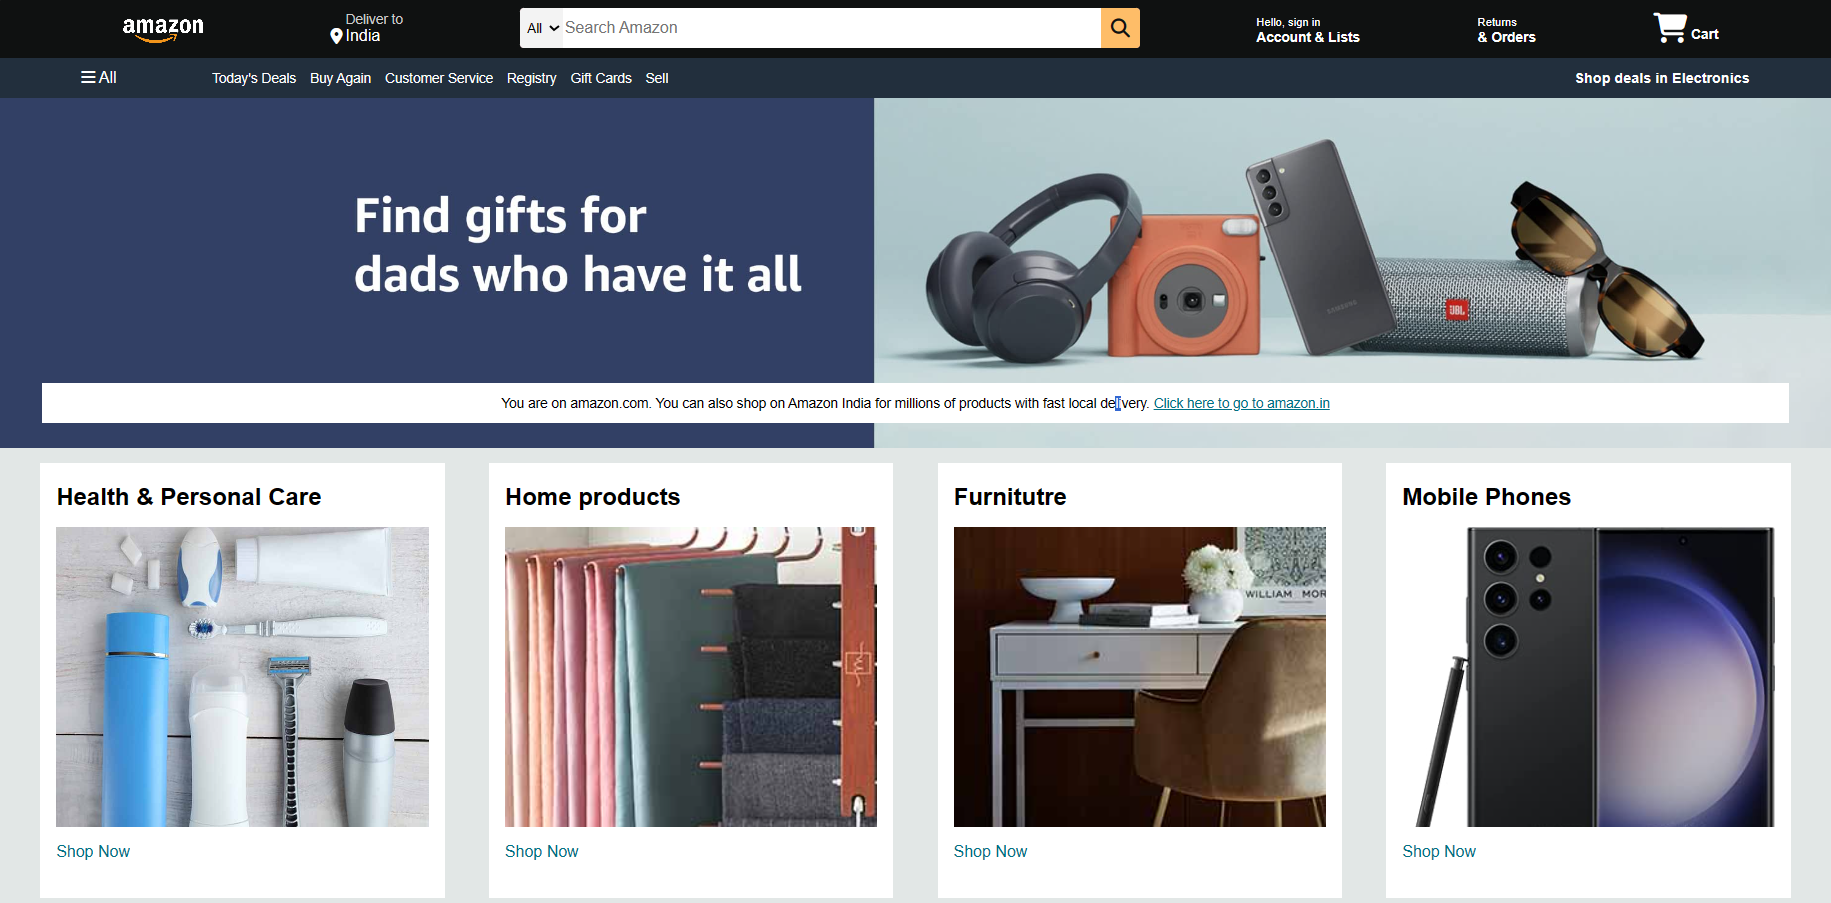 amazon
Deliver to
India
All
Search Amazon
Hello, sign in
Account & Lists
Returns
& Orders
Cart
All
Today's Deals
Buy Again
Customer Service
Registry
Gift Cards
Sell
Shop deals in Electronics
Find gifts for
dads who have it all
SAMSUNG
JBL
You are on amazon.com. You can also shop on Amazon India for millions of products with fast local delivery. Click here to go to amazon.in
Health & Personal Care
Home products
Furnitutre
Mobile Phones
WILLIAM MOR
Shop Now
Shop Now
Shop Now
Shop Now